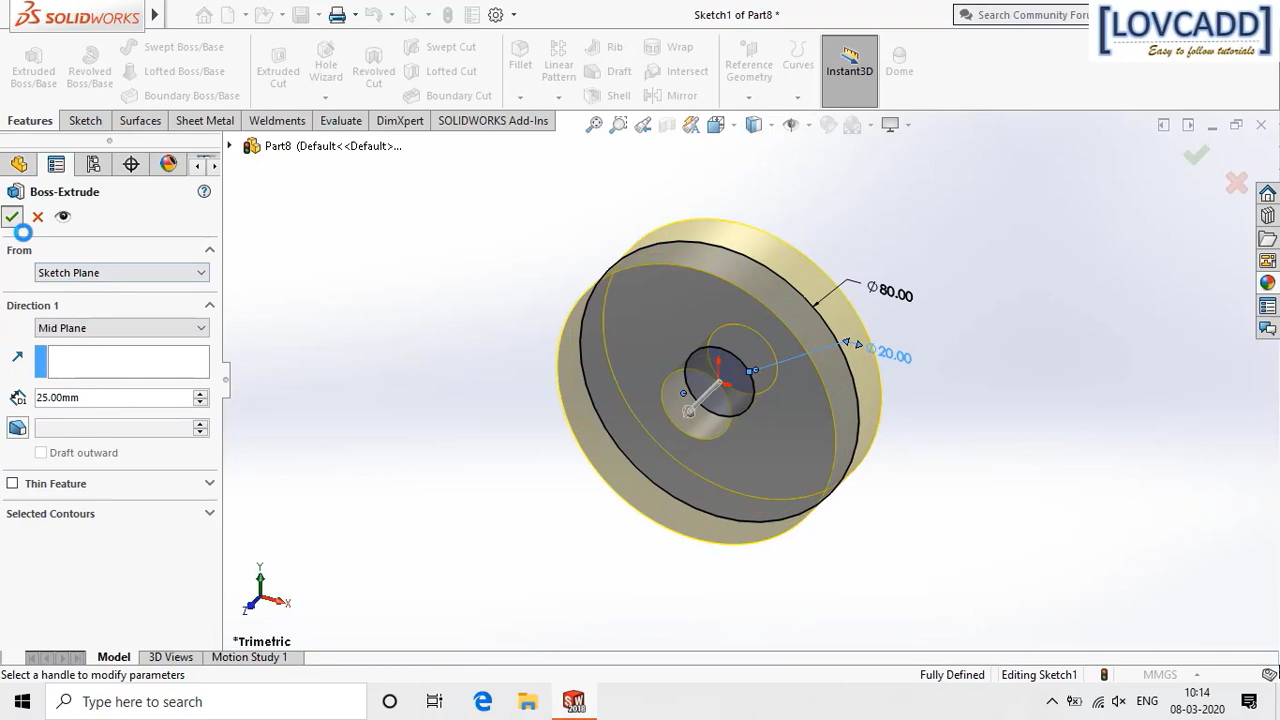 SOLIDWORKS
Sketch1 of Part8 *
Search Community Foru
[LOVCADD]
Easy to follow tutorials
Extruded Boss/Base
Revolved Boss/Base
Swept Boss/Base
Lofted Boss/Base
Boundary Boss/Base
Extruded Cut
Hole Wizard
Revolved Cut
Swept Cut
Lofted Cut
Boundary Cut
Fillet
Linear Pattern
Rib
Draft
Shell
Wrap
Intersect
Mirror
Reference Geometry
Curves
Instant3D
Dome
Features
Sketch
Surfaces
Sheet Metal
Weldments
Evaluate
DimXpert
SOLIDWORKS Add-Ins
Part8 (Default<<Default>...
Boss-Extrude
From
Sketch Plane
Direction 1
Mid Plane
D1
25.00mm
Draft outward
Thin Feature
Selected Contours
∅80.00
∅20.00
Y
X
Z
*Trimetric
Model
3D Views
Motion Study 1
Select a handle to modify parameters
Fully Defined
Editing Sketch1
MMGS
Type here to search
SW
2018
ENG
10:14
08-03-2020